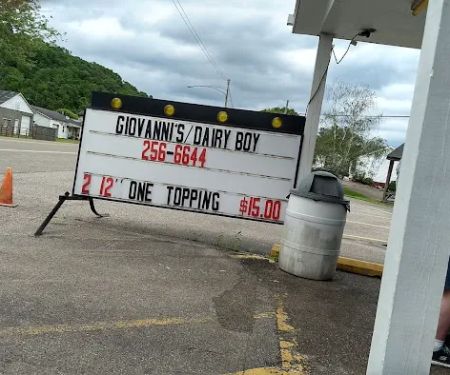 GIOVANNI'S/DAIRY BOY
256-6644
2 12" ONE TOPPING $15.00